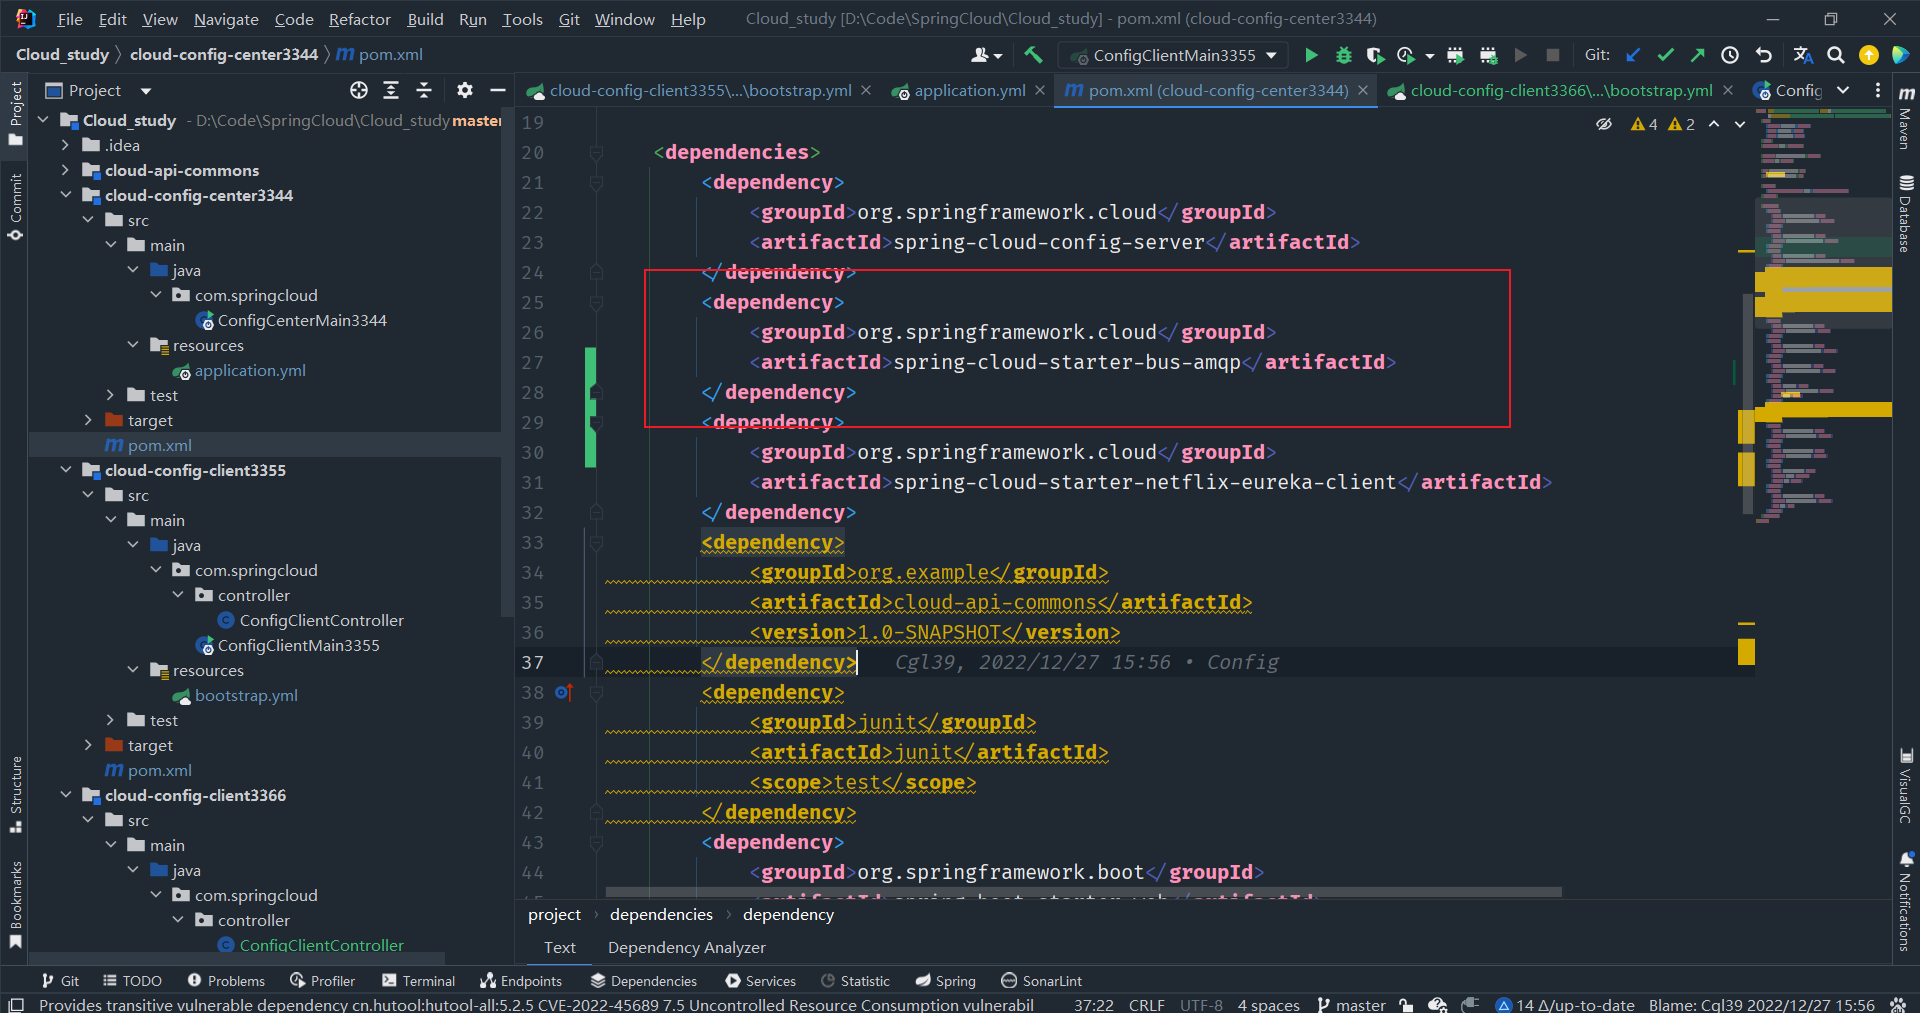 File Edit View Navigate Code Refactor Build Run Tools Git Window Help Cloud_study [D:\Code\SpringCloud\Cloud_study] - pom.xml (cloud-config-center3344)
Cloud_study cloud-config-center3344 m pom.xml ConfigClientMain3355 Git:
Project
cloud-config-client3355\...\bootstrap.yml application.yml m pom.xml (cloud-config-center3344) cloud-config-client3366\...\bootstrap.yml Config
Cloud_study - D:\Code\SpringCloud\Cloud_study master
.idea
cloud-api-commons
cloud-config-center3344
src
main
java
com.springcloud
ConfigCenterMain3344
resources
application.yml
test
target
m pom.xml
cloud-config-client3355
src
main
java
com.springcloud
controller
ConfigClientController
ConfigClientMain3355
resources
bootstrap.yml
test
target
m pom.xml
cloud-config-client3366
src
main
java
com.springcloud
controller
ConfigClientController
Project
Commit
Structure
Bookmarks
4 2
19
20 <dependencies>
21 <dependency>
22 <groupId>org.springframework.cloud</groupId>
23 <artifactId>spring-cloud-config-server</artifactId>
24 </dependency>
25 <dependency>
26 <groupId>org.springframework.cloud</groupId>
27 <artifactId>spring-cloud-starter-bus-amqp</artifactId>
28 </dependency>
29 <dependency>
30 <groupId>org.springframework.cloud</groupId>
31 <artifactId>spring-cloud-starter-netflix-eureka-client</artifactId>
32 </dependency>
33 <dependency>
34 <groupId>org.example</groupId>
35 <artifactId>cloud-api-commons</artifactId>
36 <version>1.0-SNAPSHOT</version>
37 </dependency> Cgl39, 2022/12/27 15:56 • Config
38 <dependency>
39 <groupId>junit</groupId>
40 <artifactId>junit</artifactId>
41 <scope>test</scope>
42 </dependency>
43 <dependency>
44 <groupId>org.springframework.boot</groupId>
m Maven
Database
VisualGC
Notifications
project dependencies dependency
Text Dependency Analyzer
Git TODO Problems Profiler Terminal Endpoints Dependencies Services Statistic Spring SonarLint
Provides transitive vulnerable dependency cn.hutool:hutool-all:5.2.5 CVE-2022-45689 7.5 Uncontrolled Resource Consumption vulnerabil 37:22 CRLF UTF-8 4 spaces master 14 Δ/up-to-date Blame: Cgl39 2022/12/27 15:56